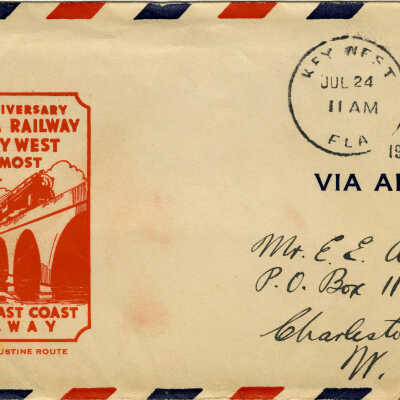 IVERSARY
RAILWAY
Y WEST
MOST
AST COAST
WAY
USTINE ROUTE
KEY WEST
JUL 24
11 AM
FLA
19
VIA AI
Mr. E. E. A
P.O. Box 11
Charlesto
W.